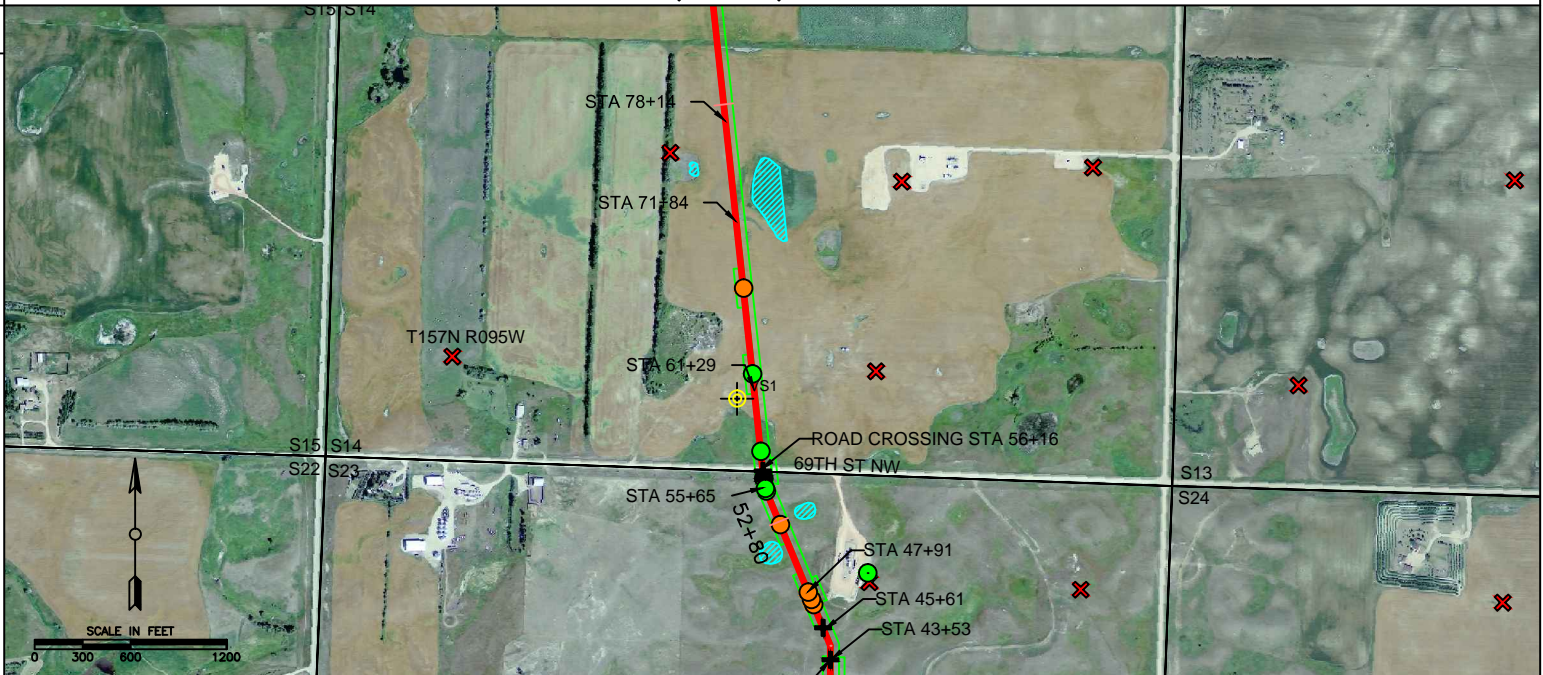 S15 S14
STA 78+14
STA 71+84
T157N R095W
STA 61+29
S1
ROAD CROSSING STA 56+16
69TH ST NW
S15 S14
S22 S23
S13
S24
STA 55+65
52+80
STA 47+91
STA 45+61
STA 43+53
SCALE IN FEET
0 300 600 1200